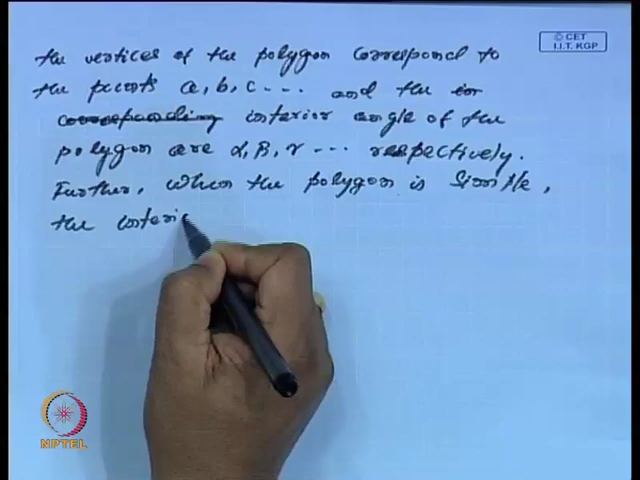 © CET
I.I.T. KGP
the vertices of the polygon correspond to
the points a, b, c .... and the in
corresponding interior angle of the
polygon are α, β, γ ... respectively.
Further, when the polygon is simple,
the interi
NPTEL